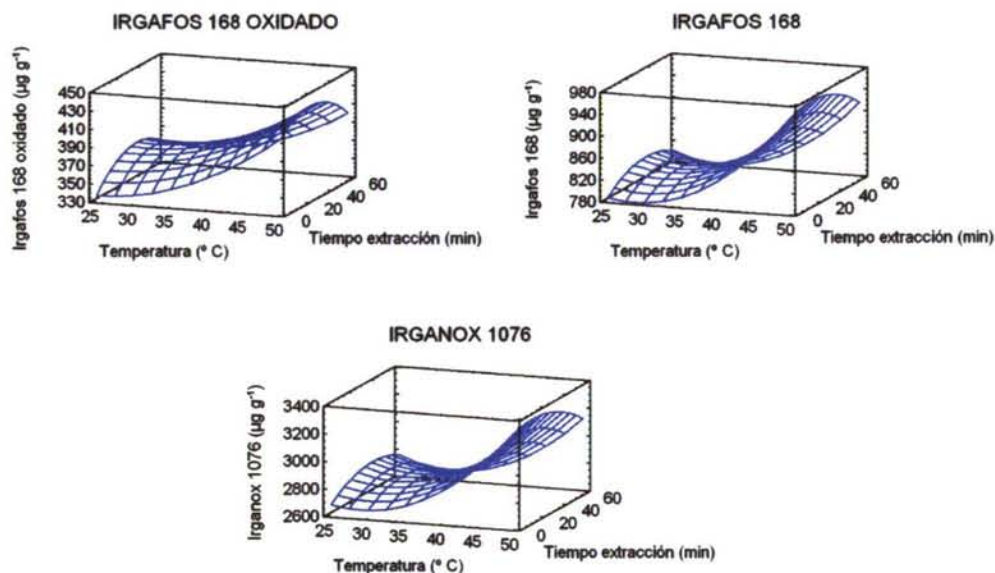 IRGAFOS 168 OXIDADO
Irgafos 168 oxidado (µg g⁻¹)
450
430
410
390
370
350
330
25 30 35 40 45 50
Temperatura (º C)
0 20 40 60
Tiempo extracción (min)
IRGAFOS 168
Irgafos 168 (µg g⁻¹)
980
940
900
860
820
780
25 30 35 40 45 50
Temperatura (º C)
0 20 40 60
Tiempo extracción (min)
IRGANOX 1076
Irganox 1076 (µg g⁻¹)
3400
3200
3000
2800
2600
25 30 35 40 45 50
Temperatura (º C)
0 20 40 60
Tiempo extracción (min)